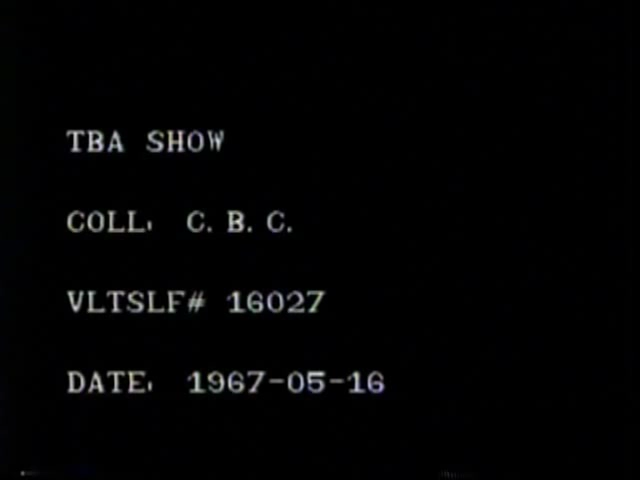 TBA SHOW
COLL: C. B. C.
VLTSLF# 16027
DATE: 1967-05-16